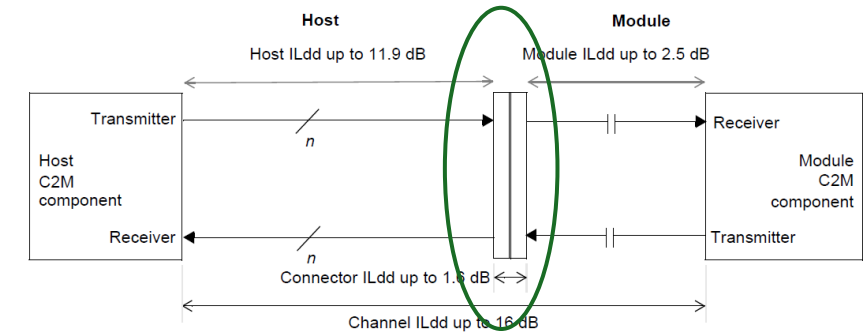 Host
Module
Host ILdd up to 11.9 dB
Module ILdd up to 2.5 dB
Transmitter
n
Receiver
Host
C2M
component
Module
C2M
component
Receiver
n
Transmitter
Connector ILdd up to 1.6 dB
Channel ILdd up to 16 dB